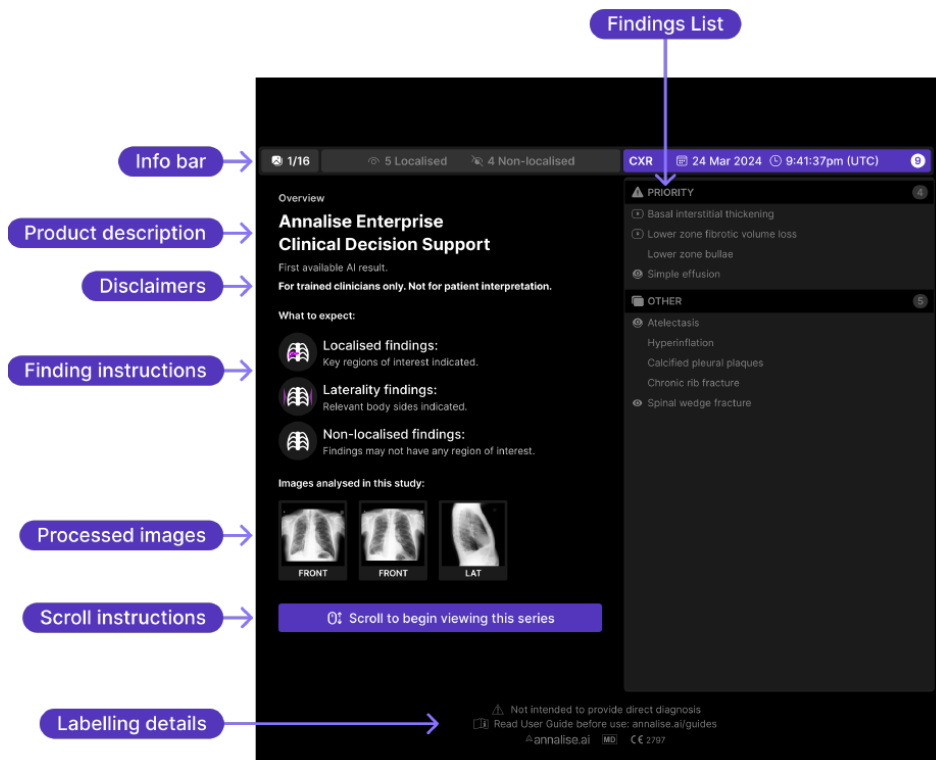 Findings List
Info bar
1/16
5 Localised
4 Non-localised
CXR
24 Mar 2024
9:41:37pm (UTC)
9
Product description
Disclaimers
Finding instructions
Processed images
Scroll instructions
Labelling details
Overview
Annalise Enterprise
Clinical Decision Support
First available AI result.
For trained clinicians only. Not for patient interpretation.
What to expect:
Localised findings:
Key regions of interest indicated.
Laterality findings:
Relevant body sides indicated.
Non-localised findings:
Findings may not have any region of interest.
Images analysed in this study:
FRONT
FRONT
LAT
Scroll to begin viewing this series
PRIORITY
4
Basal interstitial thickening
Lower zone fibrotic volume loss
Lower zone bullae
Simple effusion
OTHER
5
Atelectasis
Hyperinflation
Calcified pleural plaques
Chronic rib fracture
Spinal wedge fracture
Not intended to provide direct diagnosis
Read User Guide before use: annalise.ai/guides
annalise.ai
MD
CE 2797